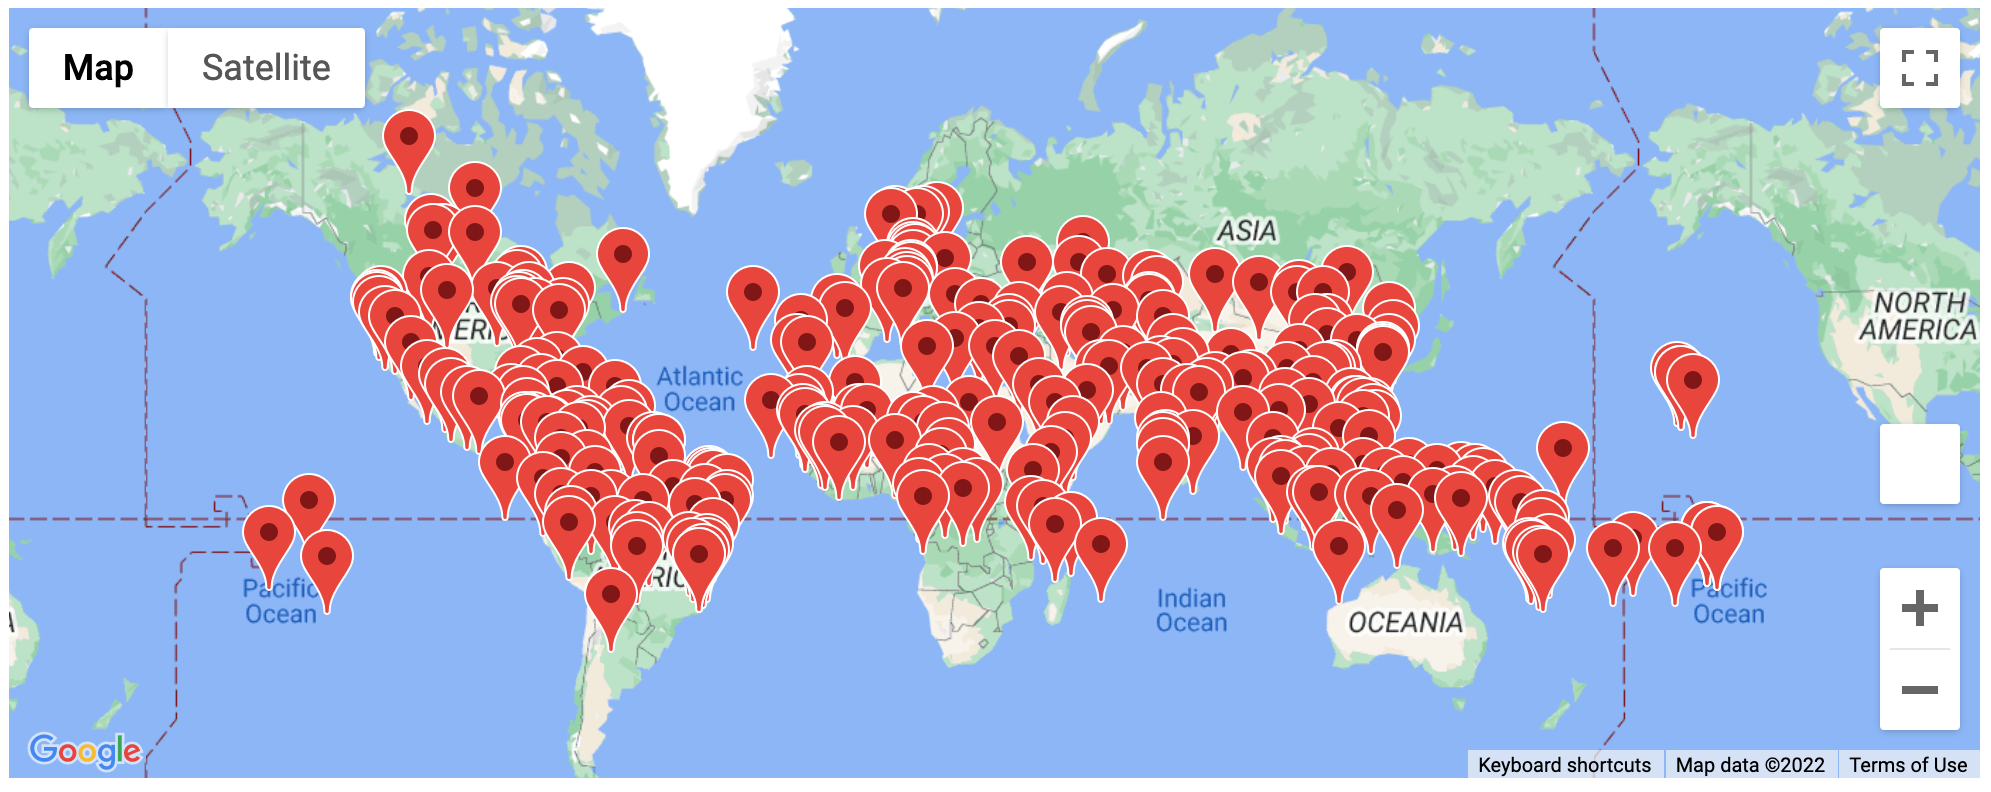 Map
Satellite
ASIA
NORTH
AMERICA
Atlantic
Ocean
Pacific
Ocean
Indian
Ocean
OCEANIA
Pacific
Ocean
Google
Keyboard shortcuts
Map data ©2022
Terms of Use